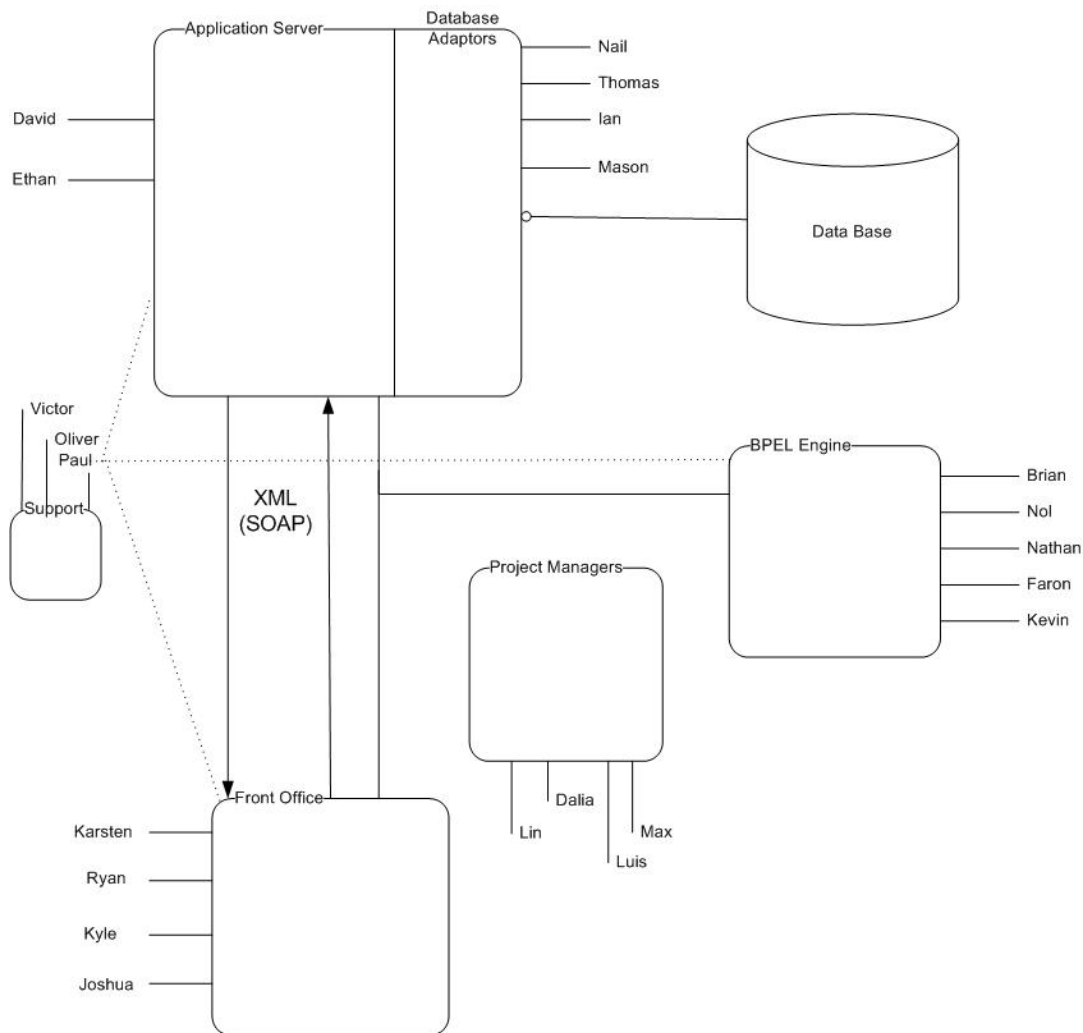 Application Server
Database
Adaptors
Nail
Thomas
Ian
Mason
David
Ethan
Data Base
Victor
Oliver
Paul
Support
XML
(SOAP)
BPEL Engine
Brian
Nol
Nathan
Faron
Kevin
Project Managers
Lin
Dalia
Luis
Max
Front Office
Karsten
Ryan
Kyle
Joshua